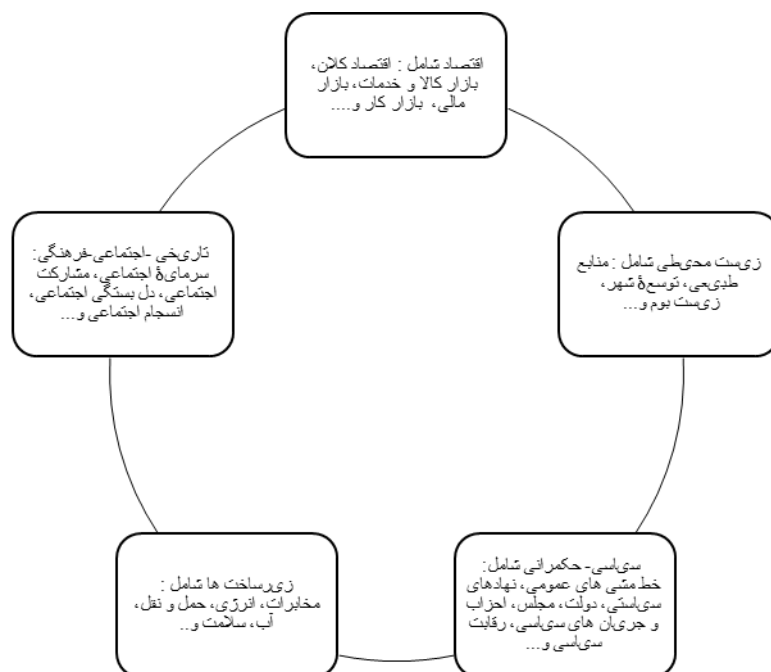 اقتصاد شامل : اقتصاد کلان،
بازار کالا و خدمات، بازار
مالی، بازار کار و....
زیست محیطی شامل : منابع
طبیعی، توسعۀ شهر،
زیست بوم و...
سیاسی- حکمرانی شامل:
خط مشی های عمومی، نهادهای
سیاستی، دولت، مجلس، احزاب
و جریان های سیاسی، رقابت
سیاسی و...
زیرساخت ها شامل :
مخابرات، انرژی، حمل و نقل،
آب، سلامت و..
تاریخی -اجتماعی-فرهنگی:
سرمایۀ اجتماعی، مشارکت
اجتماعی، دل بستگی اجتماعی،
انسجام اجتماعی و...